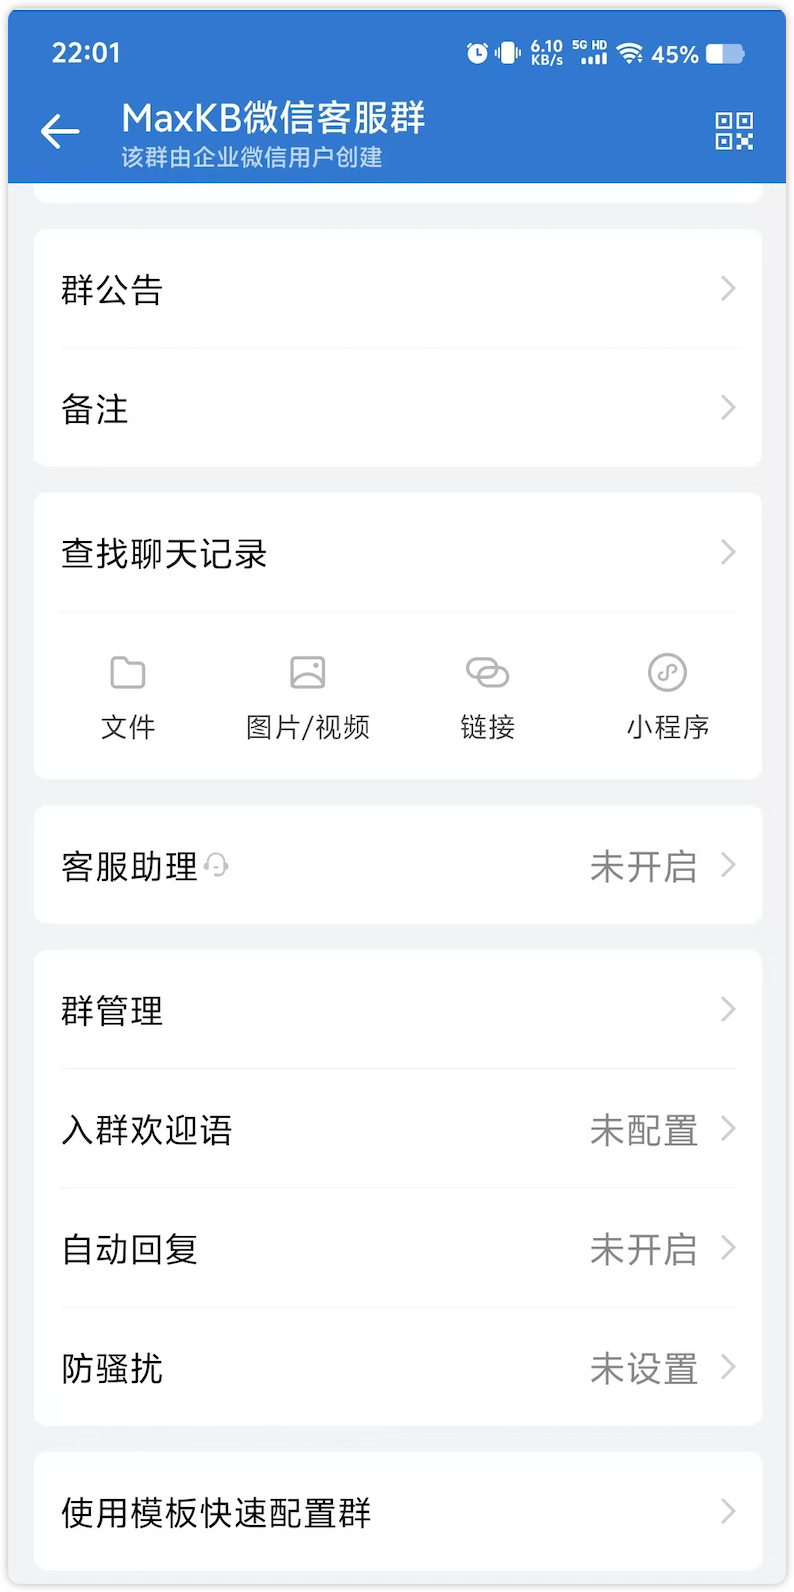 22:01
6.10 KB/s 5G HD 45%
MaxKB微信客服群
该群由企业微信用户创建
群公告
备注
查找聊天记录
文件 图片/视频 链接 小程序
客服助理 未开启
群管理
入群欢迎语 未配置
自动回复 未开启
防骚扰 未设置
使用模板快速配置群